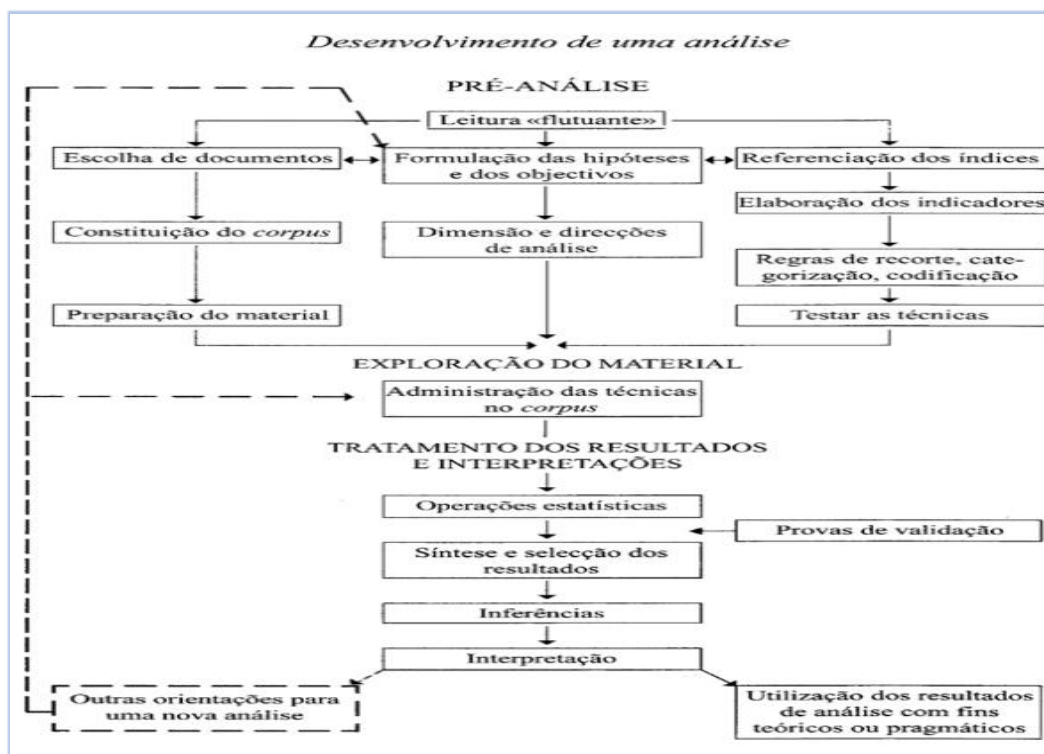 Desenvolvimento de uma análise
PRÉ-ANÁLISE
Leitura «flutuante»
Escolha de documentos
Formulação das hipóteses
e dos objectivos
Referenciação dos índices
Elaboração dos indicadores
Constituição do corpus
Dimensão e direcções
de análise
Regras de recorte, cate-
gorização, codificação
Preparação do material
Testar as técnicas
EXPLORAÇÃO DO MATERIAL
Administração das técnicas
no corpus
TRATAMENTO DOS RESULTADOS
E INTERPRETAÇÕES
Operações estatísticas
Provas de validação
Síntese e selecção dos
resultados
Inferências
Interpretação
Outras orientações para
uma nova análise
Utilização dos resultados
de análise com fins
teóricos ou pragmáticos